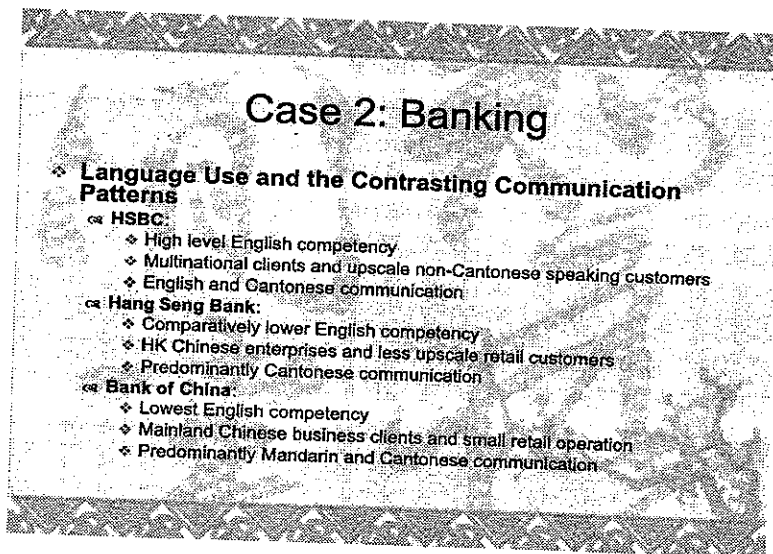 Case 2: Banking
Language Use and the Contrasting Communication
Patterns
HSBC:
High level English competency
Multinational clients and upscale non-Cantonese speaking customers
English and Cantonese communication
Hang Seng Bank:
Comparatively lower English competency
HK Chinese enterprises and less upscale retail customers
Predominantly Cantonese communication
Bank of China:
Lowest English competency
Mainland Chinese business clients and small retail operation
Predominantly Mandarin and Cantonese communication